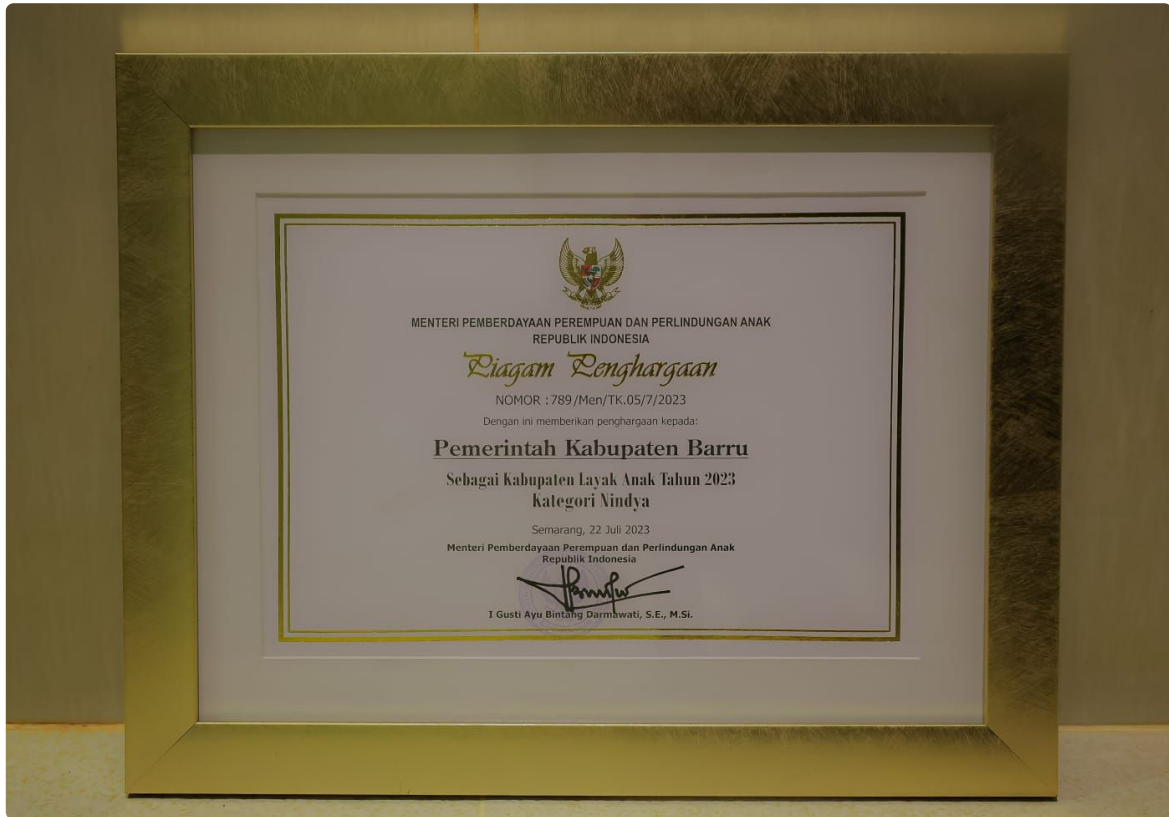 MENTERI PEMBERDAYAAN PEREMPUAN DAN PERLINDUNGAN ANAK
REPUBLIK INDONESIA
Piagam Penghargaan
NOMOR : 789/Men/TK.05/7/2023
Dengan ini memberikan penghargaan kepada:
Pemerintah Kabupaten Barru
Sebagai Kabupaten Layak Anak Tahun 2023
Kategori Nindya
Semarang, 22 Juli 2023
Menteri Pemberdayaan Perempuan dan Perlindungan Anak
Republik Indonesia
I Gusti Ayu Bintang Darmawati, S.E., M.Si.